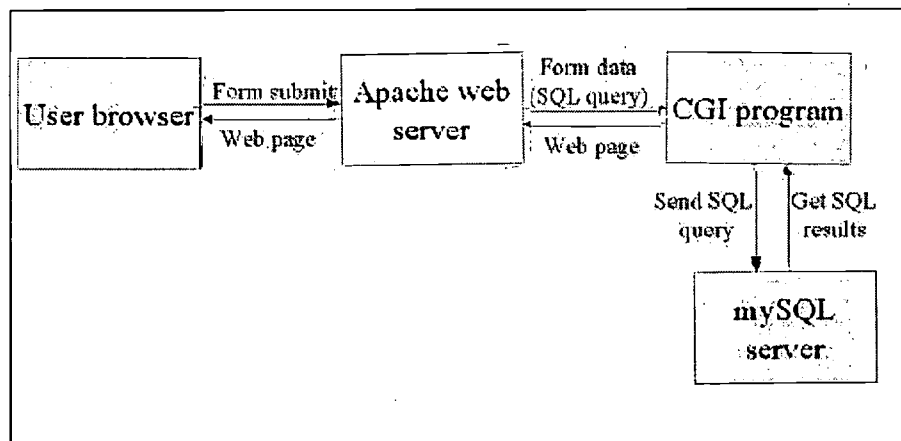 User browser
Form submit
Web page
Apache web
server
Form data
(SQL query)
Web page
CGI program
Send SQL
query
Get SQL
results
mySQL
server